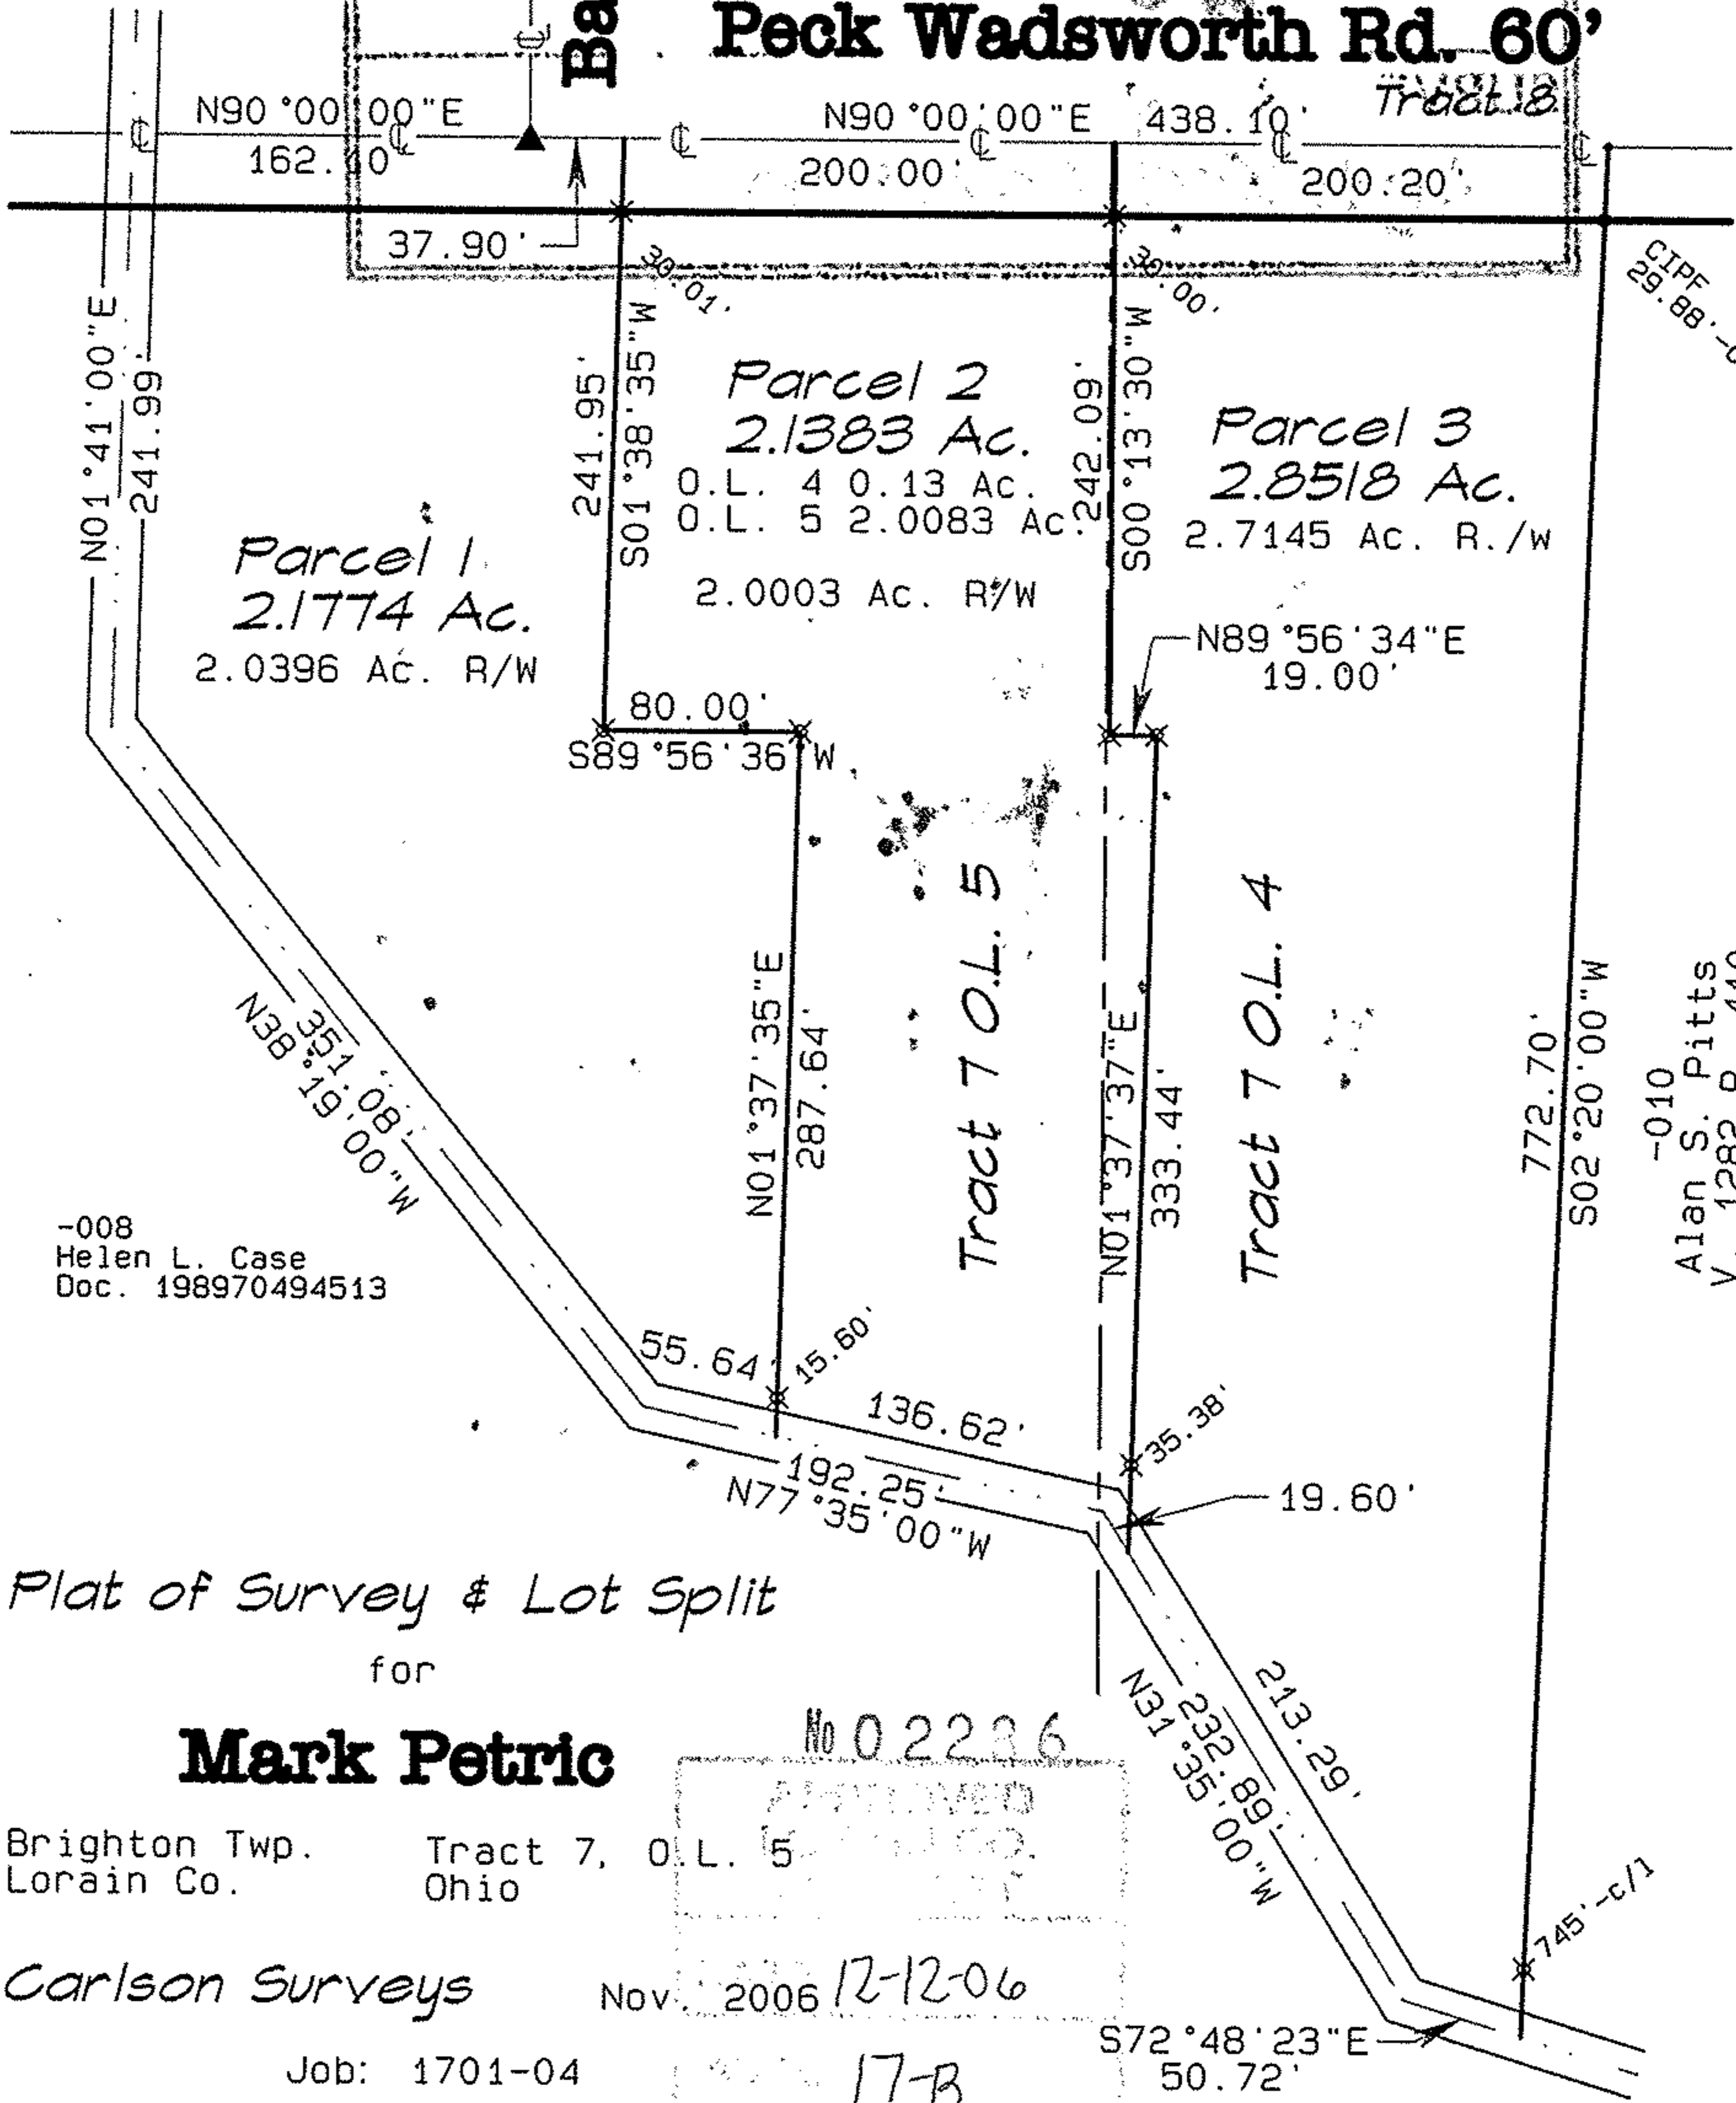 Ba
Peck Wadsworth Rd. 60'
Tract 8
N90°00'00"E
162.10'
N90°00'00"E 438.10'
200.00'
200.20'
37.90'
30.01'
30.00'
CIPF
29.88'
N01°41'00"E
241.99'
241.95'
S01°38'35"W
242.09'
S00°13'30"W
Parcel 1
2.1774 Ac.
2.0396 Ac. R/W
Parcel 2
2.1383 Ac.
O.L. 4 0.13 Ac.
O.L. 5 2.0083 Ac.
2.0003 Ac. R/W
Parcel 3
2.8518 Ac.
2.7145 Ac. R./W
N89°56'34"E
19.00'
80.00'
S89°56'36"W
Tract 7 O.L. 5
Tract 7 O.L. 4
N01°37'35"E
287.64'
N01°37'37"E
333.44'
772.70'
S02°20'00"W
-010
Alan S. Pitts
V. 1282 P.
351.08'
N38°19'00"W
-008
Helen L. Case
Doc. 198970494513
55.64'
15.60'
136.62'
192.25'
N77°35'00"W
35.38'
19.60'
213.29'
232.89'
N31°35'00"W
745'-c/l
S72°48'23"E
50.72'
Plat of Survey & Lot Split
for
Mark Petric
No 02236
APPROVED
Brighton Twp. Tract 7, O.L. 5
Lorain Co. Ohio
Carlson Surveys Nov. 2006 12-12-06
Job: 1701-04
17-B